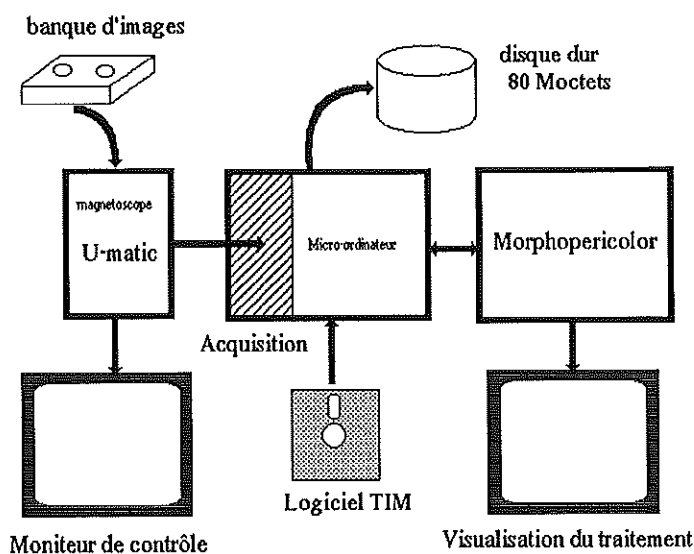 banque d'images
disque dur
80 Moctets
magnetoscope
U-matic
Micro-ordinateur
Morphopericolor
Acquisition
Logiciel TIM
Moniteur de contrôle
Visualisation du traitement